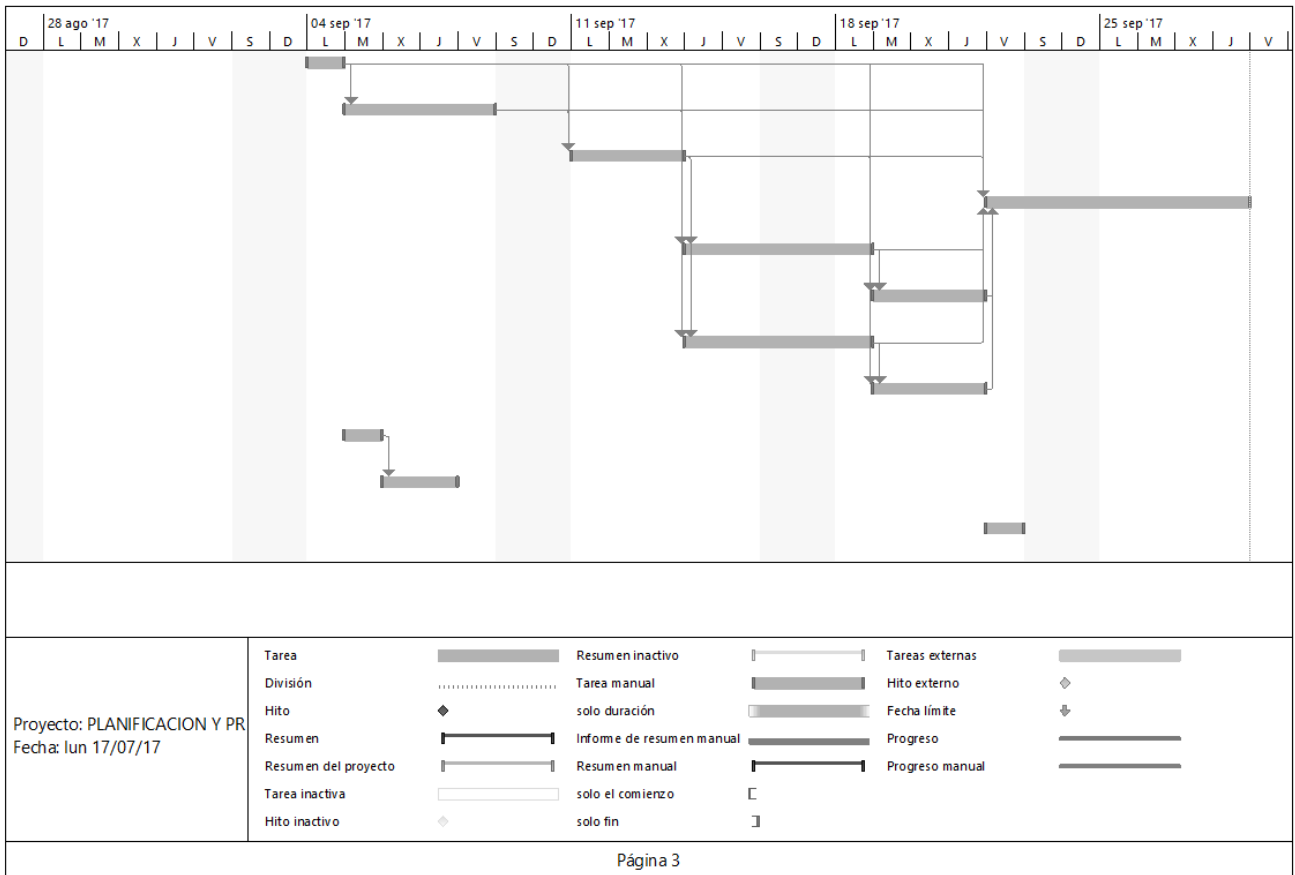 28 ago '17 04 sep '17 11 sep '17 18 sep '17 25 sep '17
D L M X J V S D L M X J V S D L M X J V S D L M X J V S D L M X J V
Tarea Resumen inactivo Tareas externas
División Tarea manual Hito externo
Hito solo duración Fecha límite
Proyecto: PLANIFICACION Y PR
Fecha: lun 17/07/17
Resumen Informe de resumen manual Progreso
Resumen del proyecto Resumen manual Progreso manual
Tarea inactiva solo el comienzo
Hito inactivo solo fin
Página 3